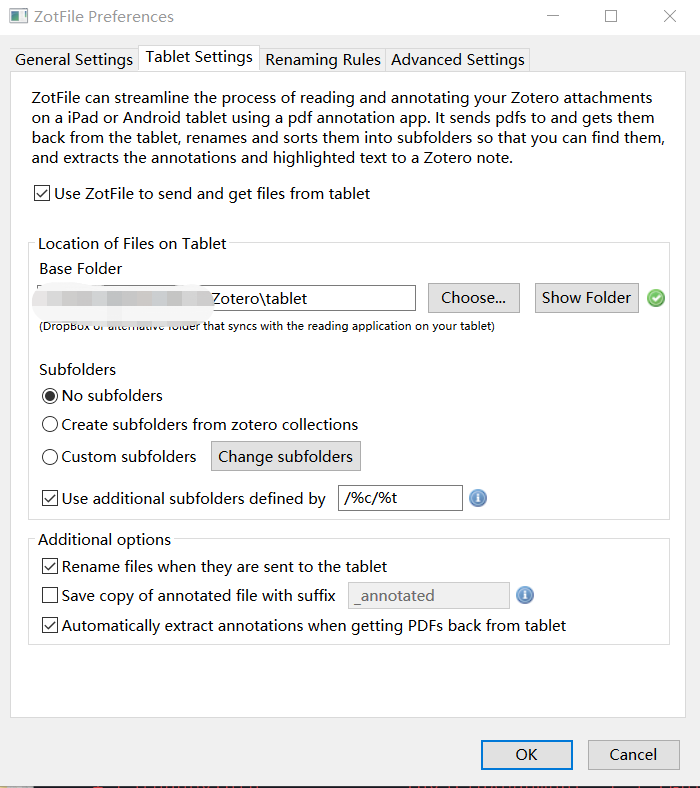 ZotFile Preferences
General Settings
Tablet Settings
Renaming Rules
Advanced Settings
ZotFile can streamline the process of reading and annotating your Zotero attachments
on a iPad or Android tablet using a pdf annotation app. It sends pdfs to and gets them
back from the tablet, renames and sorts them into subfolders so that you can find them,
and extracts the annotations and highlighted text to a Zotero note.
Use ZotFile to send and get files from tablet
Location of Files on Tablet
Base Folder
Zotero\tablet
Choose...
Show Folder
(DropBox or alternative folder that syncs with the reading application on your tablet)
Subfolders
No subfolders
Create subfolders from zotero collections
Custom subfolders
Change subfolders
Use additional subfolders defined by
/%c/%t
Additional options
Rename files when they are sent to the tablet
Save copy of annotated file with suffix
_annotated
Automatically extract annotations when getting PDFs back from tablet
OK
Cancel